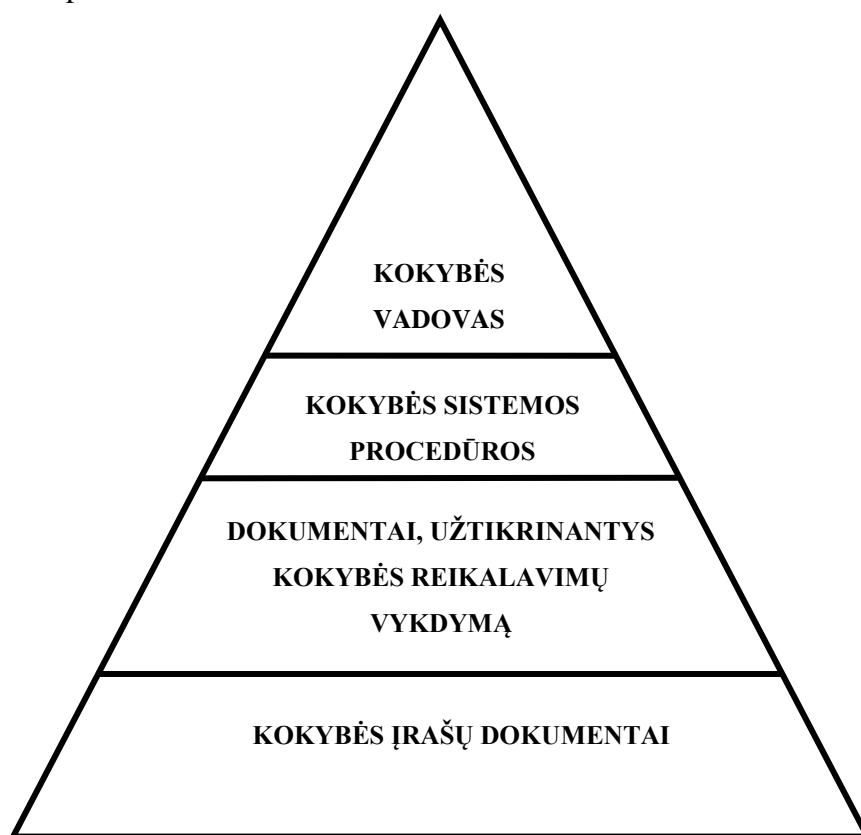 KOKYBĖS
VADOVAS
KOKYBĖS SISTEMOS
PROCEDŪROS
DOKUMENTAI, UŽTIKRINANTYS
KOKYBĖS REIKALAVIMŲ
VYKDYMĄ
KOKYBĖS ĮRAŠŲ DOKUMENTAI